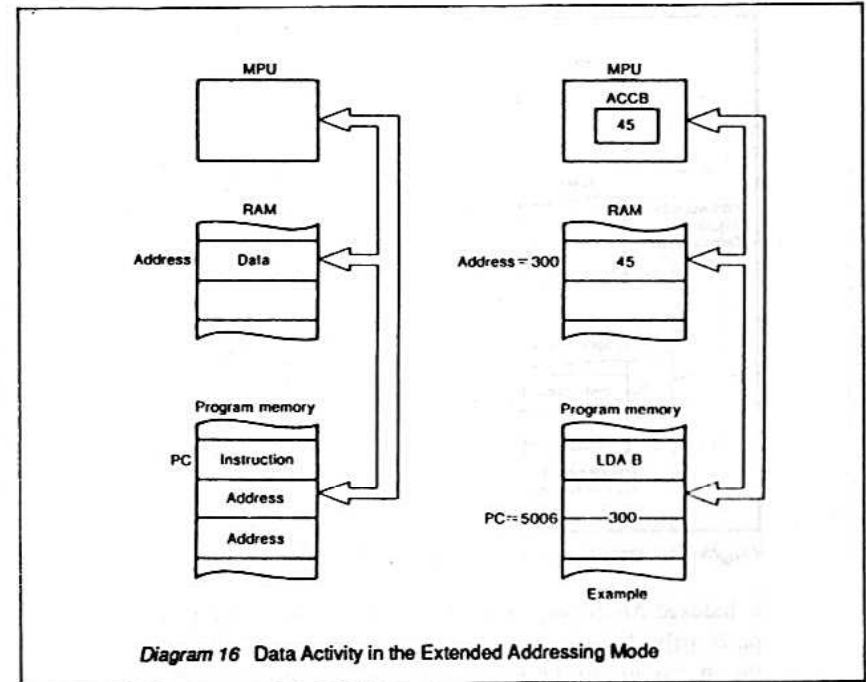 MPU
RAM
Address
Data
Program memory
PC
Instruction
Address
Address
MPU
ACCB
45
RAM
Address = 300
45
Program memory
LDA B
PC = 5006
300
Example
Diagram 16 Data Activity in the Extended Addressing Mode